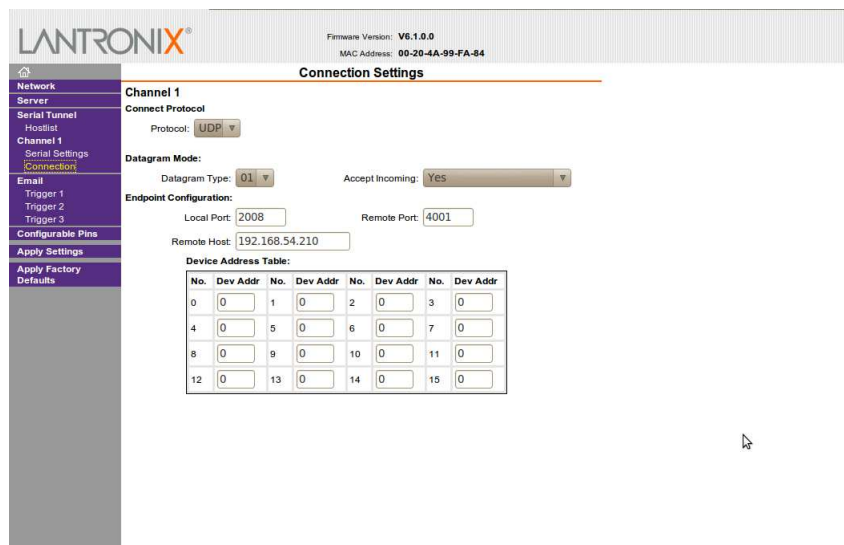 LANTRONIX®
Firmware Version: V6.1.0.0
MAC Address: 00-20-4A-99-FA-84
Network
Server
Serial Tunnel
Hostlist
Channel 1
Serial Settings
Connection
Email
Trigger 1
Trigger 2
Trigger 3
Configurable Pins
Apply Settings
Apply Factory
Defaults
Connection Settings
Channel 1
Connect Protocol
Protocol: UDP
Datagram Mode:
Datagram Type: 01 Accept Incoming: Yes
Endpoint Configuration:
Local Port: 2008 Remote Port: 4001
Remote Host: 192.168.54.210
Device Address Table:
No. Dev Addr No. Dev Addr No. Dev Addr No. Dev Addr
0 0 1 0 2 0 3 0
4 0 5 0 6 0 7 0
8 0 9 0 10 0 11 0
12 0 13 0 14 0 15 0